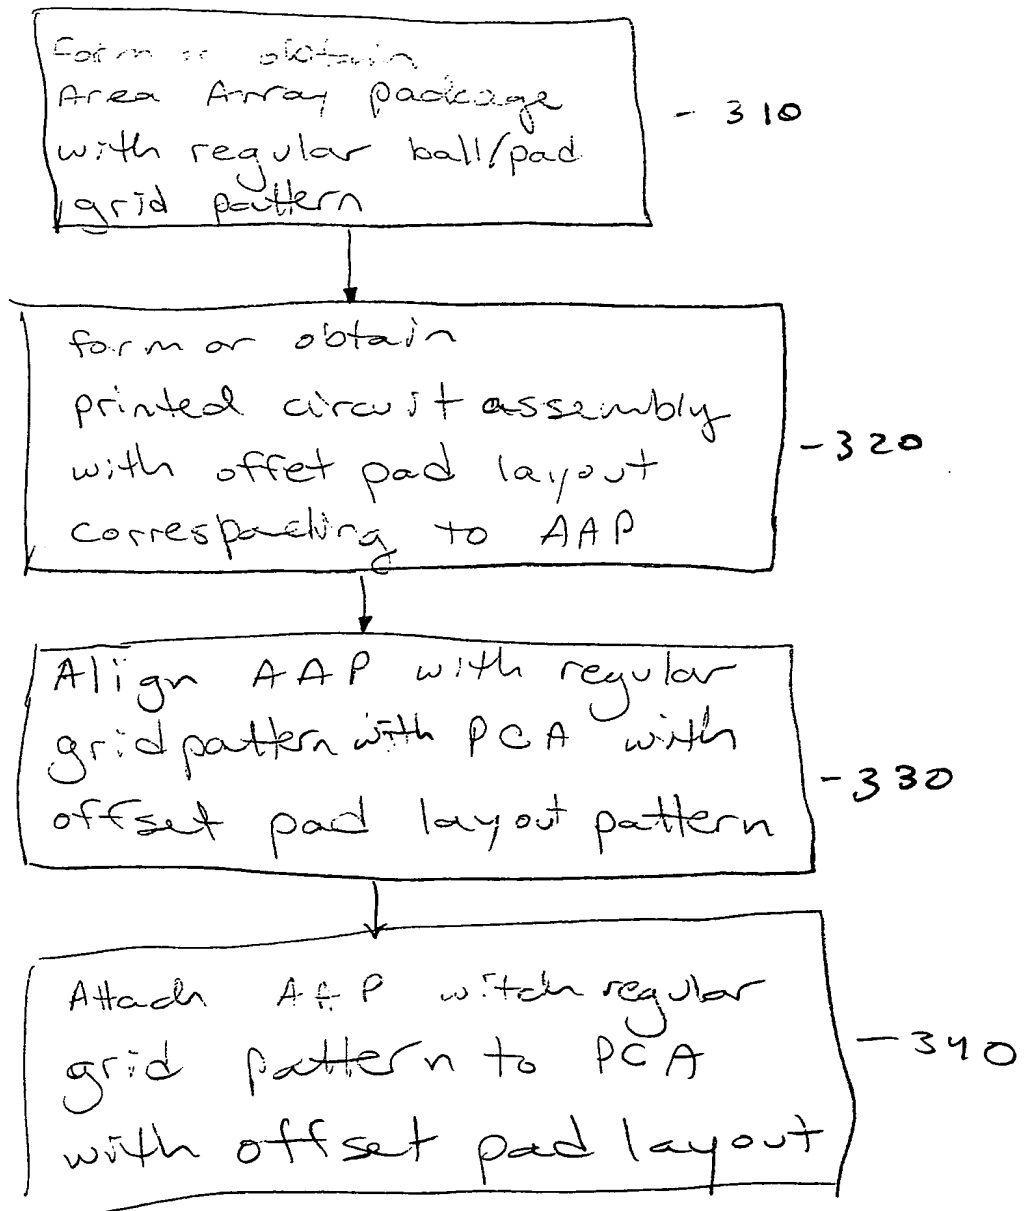 form or obtain
Area Array package
with regular ball/pad
grid pattern
- 310
form or obtain
printed circuit assembly
with offet pad layout
corresponding to AAP
- 320
Align AAP with regular
grid pattern with PCA with
offset pad layout pattern
- 330
Attach AAP with regular
grid pattern to PCA
with offset pad layout
- 340